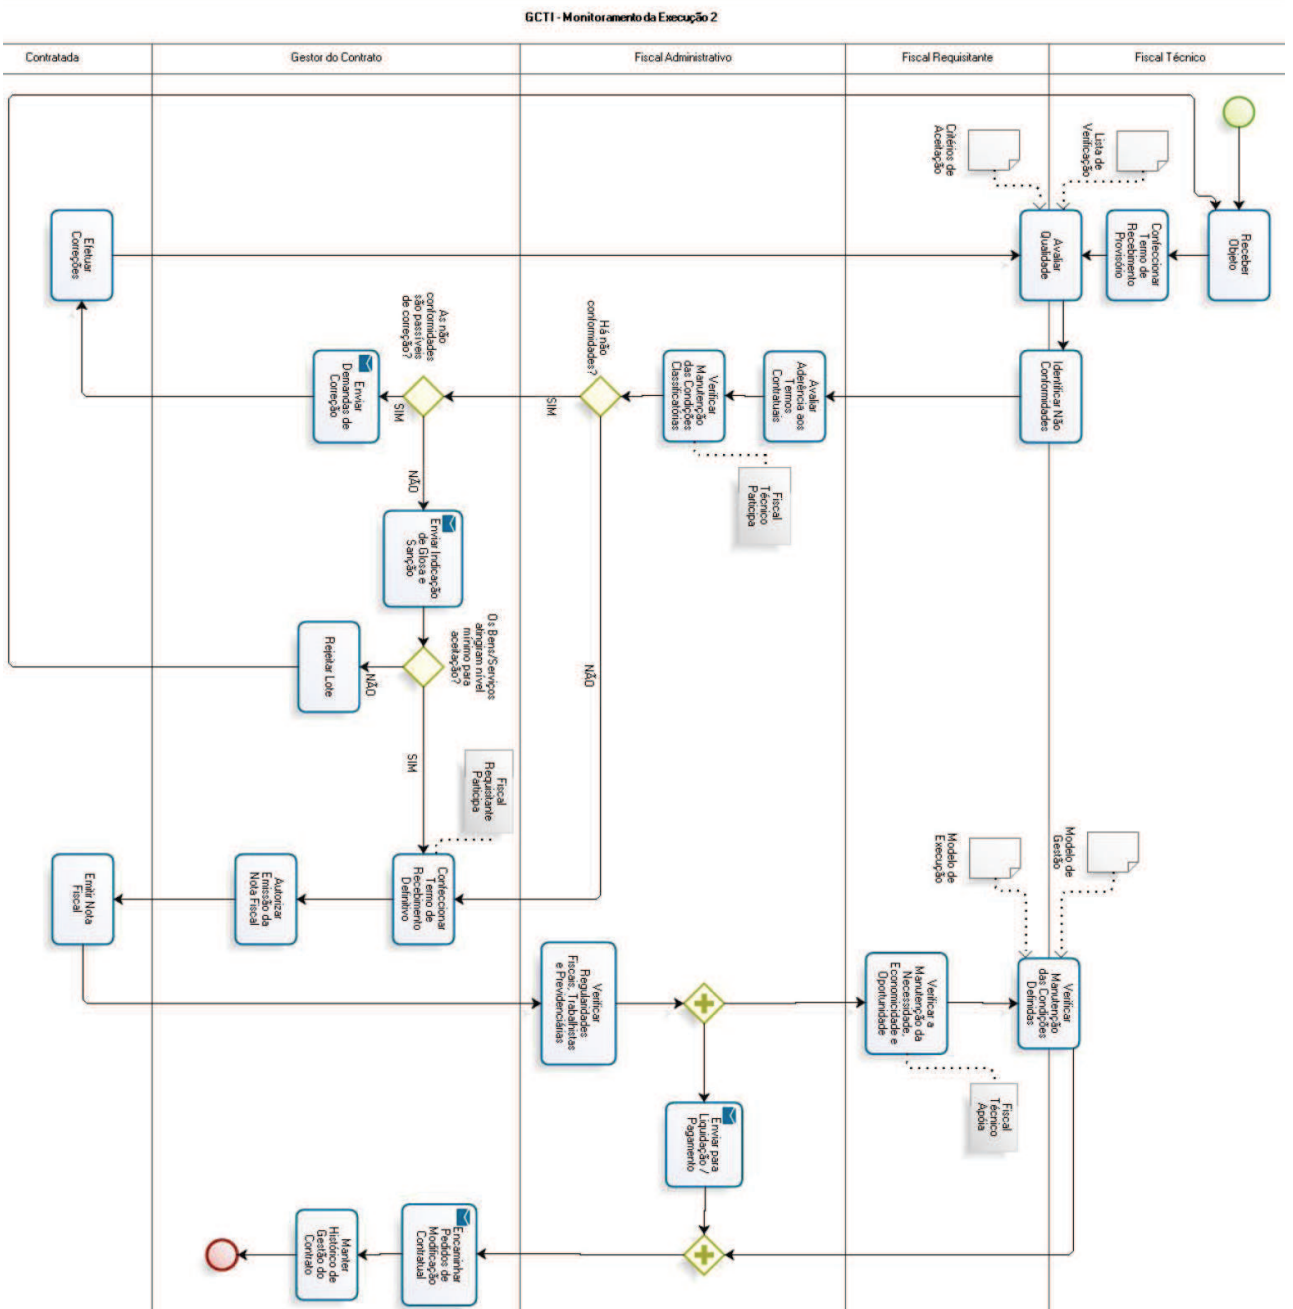 GCTI - Monitoramento da Execução 2
Contratada
Gestor do Contrato
Fiscal Administrativo
Fiscal Requisitante
Fiscal Técnico
Critérios de
Aceitação
Lista de
Verificação
Efetuar
Correções
Avaliar
Qualidade
Confeccionar
Termo de
Recebimento
Provisório
Receber
Objeto
As não
conformidades
são passíveis
de correção?
Há não
conformidades?
Enviar
Demandas de
Correção
SIM
SIM
Verificar
Manutenção
das Condições
Classificatórias
Avaliar
Aderência aos
Termos
Contratuais
Identificar Não
Conformidades
NÃO
Fiscal
Técnico
Participa
Enviar Indicação
de Glosa e
Sanção
Rejeitar Lote
NÃO
Os Bens/Serviços
atingiram nível
mínimo para
aceitação?
NÃO
SIM
Fiscal
Requisitante
Participa
Modelo de
Execução
Modelo de
Gestão
Emitir Nota
Fiscal
Autorizar
Emissão da
Nota Fiscal
Confeccionar
Termo de
Recebimento
Definitivo
Verificar
Regularidades
Fiscais, Trabalhistas
e Previdenciárias
Verificar a
Manutenção da
Necessidade,
Economicidade e
Oportunidade
Verificar
Manutenção
das Condições
Definidas
Enviar para
Liquidação /
Pagamento
Fiscal
Técnico
Apóia
Manter
Histórico de
Gestão do
Contrato
Encaminhar
Pedidos de
Modificação
Contratual